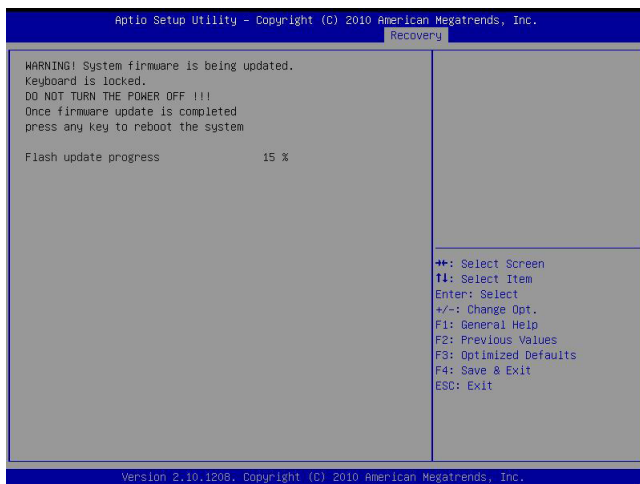 Aptio Setup Utility – Copyright (C) 2010 American Megatrends, Inc.
Recovery
WARNING! System firmware is being updated.
Keyboard is locked.
DO NOT TURN THE POWER OFF !!!
Once firmware update is completed
press any key to reboot the system
Flash update progress 15 %
→←: Select Screen
↑↓: Select Item
Enter: Select
+/-: Change Opt.
F1: General Help
F2: Previous Values
F3: Optimized Defaults
F4: Save & Exit
ESC: Exit
Version 2.10.1208. Copyright (C) 2010 American Megatrends, Inc.